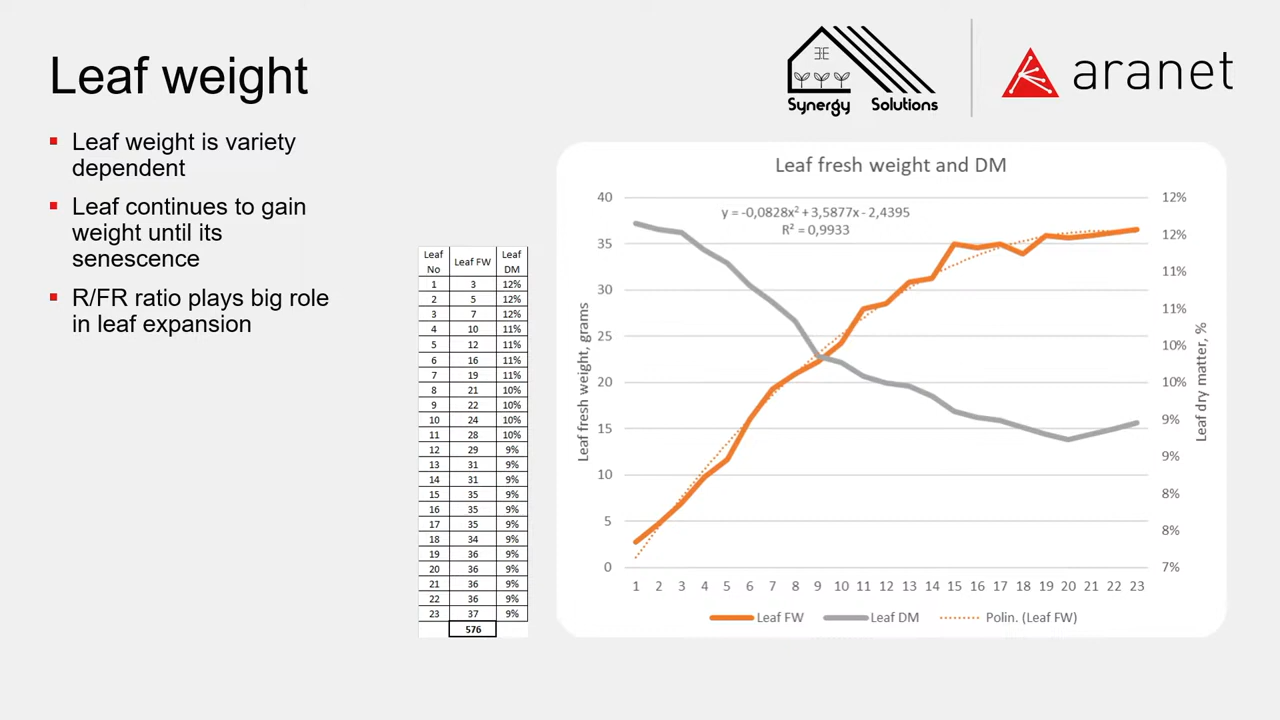 Leaf weight
Synergy Solutions
aranet
Leaf weight is variety
dependent
Leaf continues to gain
weight until its
senescence
R/FR ratio plays big role
in leaf expansion
Leaf No Leaf FW Leaf DM
1 3 12%
2 5 12%
3 7 12%
4 10 11%
5 12 11%
6 16 11%
7 19 11%
8 21 10%
9 22 10%
10 24 10%
11 28 10%
12 29 9%
13 31 9%
14 31 9%
15 35 9%
16 35 9%
17 35 9%
18 34 9%
19 36 9%
20 36 9%
21 36 9%
22 36 9%
23 37 9%
576
Leaf fresh weight and DM
y = -0,0828x² + 3,5877x - 2,4395
R² = 0,9933
Leaf fresh weight, grams
40
35
30
25
20
15
10
5
0
12%
12%
11%
11%
10%
10%
9%
9%
8%
8%
7%
Leaf dry matter, %
1 2 3 4 5 6 7 8 9 10 11 12 13 14 15 16 17 18 19 20 21 22 23
Leaf FW Leaf DM Polin. (Leaf FW)